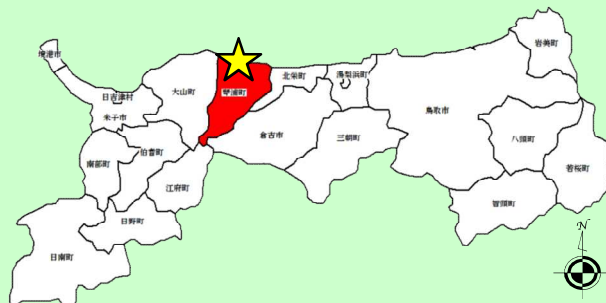 境港市
日吉津村
米子市
大山町
琴浦町
北栄町
湯梨浜町
岩美町
鳥取市
倉吉市
三朝町
八頭町
若桜町
智頭町
南部町
伯耆町
江府町
日野町
日南町
N